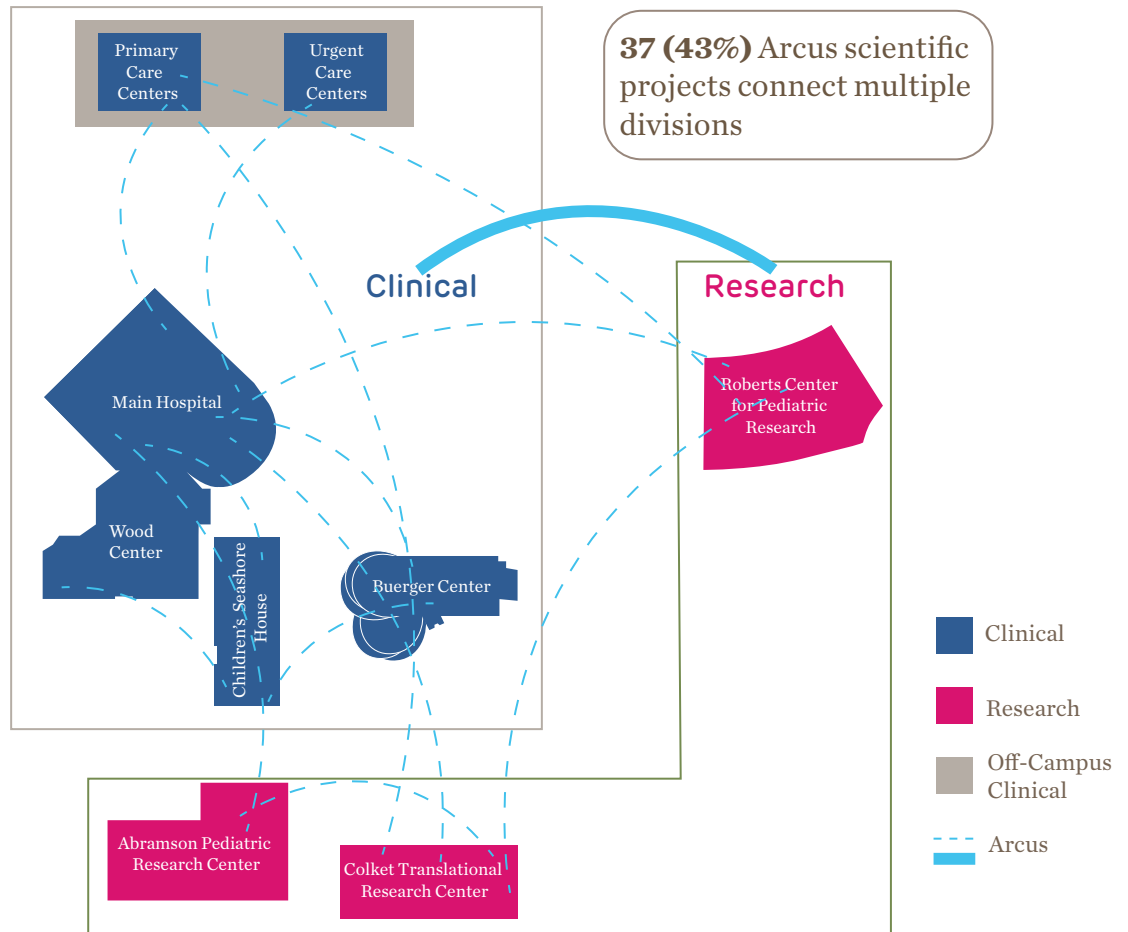 Primary
Care
Centers
Urgent
Care
Centers
37 (43%) Arcus scientific
projects connect multiple
divisions
Clinical
Research
Main Hospital
Roberts Center
for Pediatric
Research
Wood
Center
Children's Seashore
House
Buerger Center
Abramson Pediatric
Research Center
Colket Translational
Research Center
Clinical
Research
Off-Campus
Clinical
Arcus